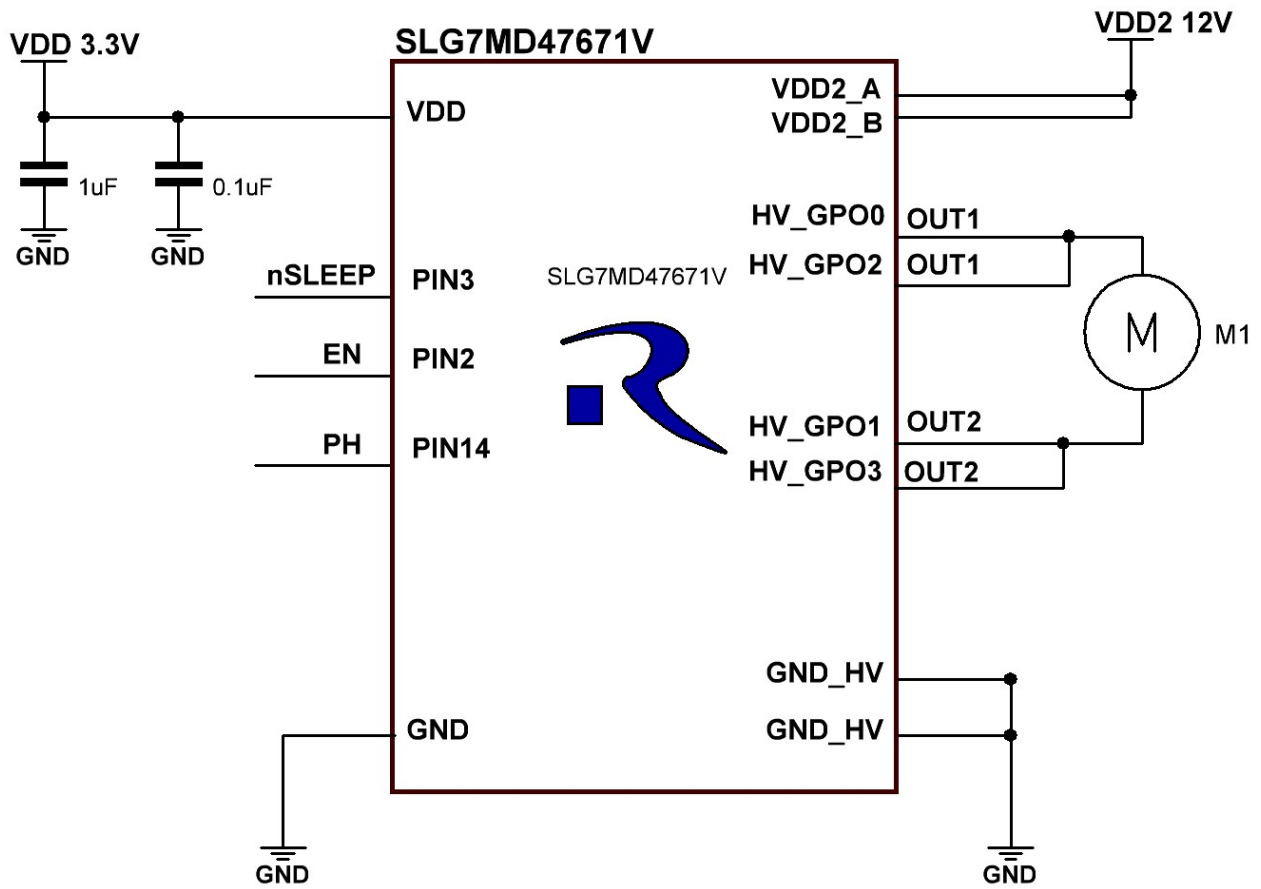 VDD2 12V
VDD 3.3V
SLG7MD47671V
VDD
VDD2_A
VDD2_B
1uF
0.1uF
GND
GND
HV_GPO0
OUT1
HV_GPO2
OUT1
nSLEEP
PIN3
SLG7MD47671V
EN
PIN2
M
M1
PH
PIN14
HV_GPO1
OUT2
HV_GPO3
OUT2
GND_HV
GND
GND_HV
GND
GND